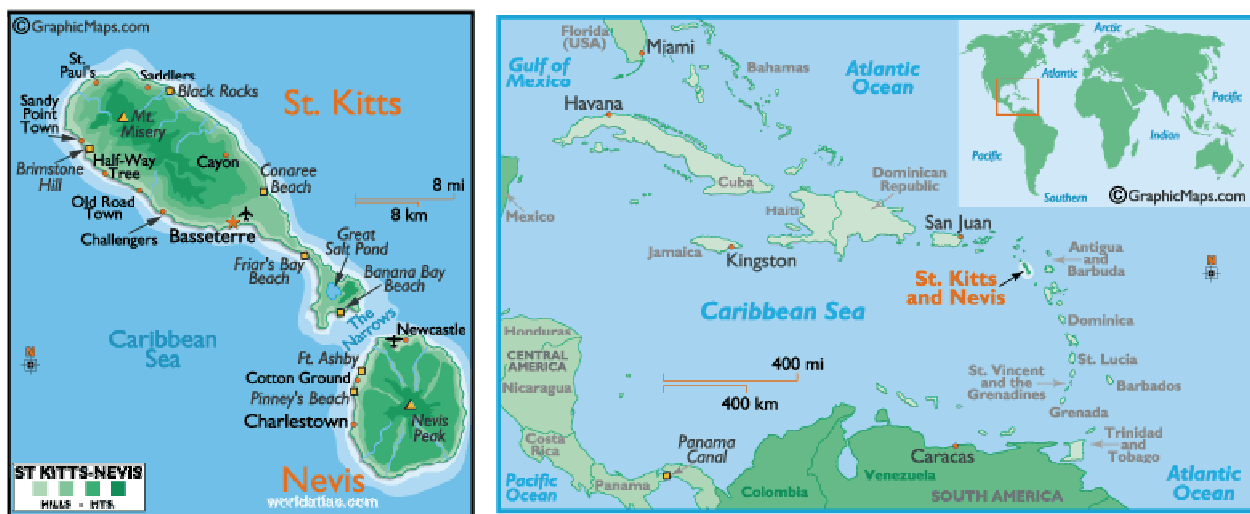 ©GraphicMaps.com
St.
Paul's
Saddlers
Black Rocks
St. Kitts
Sandy
Point
Town
Mt.
Misery
Brimstone
Hill
Half-Way
Tree
Cayon
Conaree
Beach
8 mi
8 km
Old Road
Town
Challengers
Basseterre
Great
Salt Pond
Friar's Bay
Beach
Banana Bay
Beach
The
Narrows
Caribbean
Sea
N
Newcastle
Ft. Ashby
Cotton Ground
Pinney's Beach
Charlestown
Nevis
Peak
Nevis
worldatlas.com
ST KITTS-NEVIS
HILLS - MTS.
Florida
(USA)
Miami
Gulf of
Mexico
Bahamas
Atlantic
Ocean
Havana
Arctic
Atlantic
Pacific
Indian
Pacific
Southern
©GraphicMaps.com
Mexico
Cuba
Dominican
Republic
Haiti
San Juan
Jamaica
Kingston
Antigua
and
Barbuda
N
St. Kitts
and Nevis
Caribbean Sea
Dominica
Honduras
CENTRAL
AMERICA
Nicaragua
400 mi
400 km
St. Lucia
St. Vincent
and the
Grenadines
Barbados
Grenada
Costa
Rica
Panama
Canal
Caracas
Trinidad
and
Tobago
Pacific
Ocean
Panama
Colombia
Venezuela
SOUTH AMERICA
Atlantic
Ocean